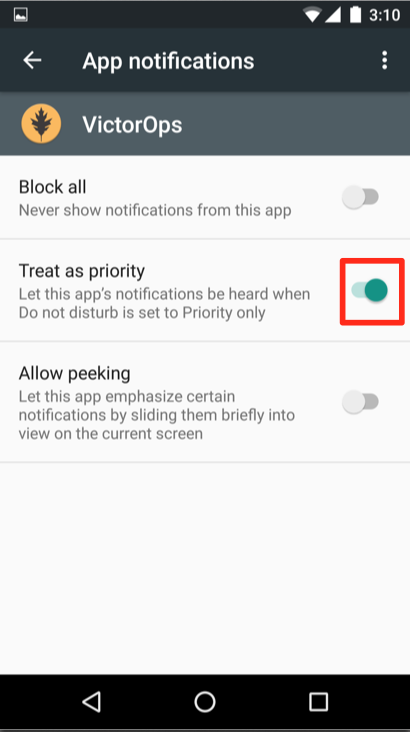 3:10
App notifications
VictorOps
Block all
Never show notifications from this app
Treat as priority
Let this app's notifications be heard when
Do not disturb is set to Priority only
Allow peeking
Let this app emphasize certain
notifications by sliding them briefly into
view on the current screen